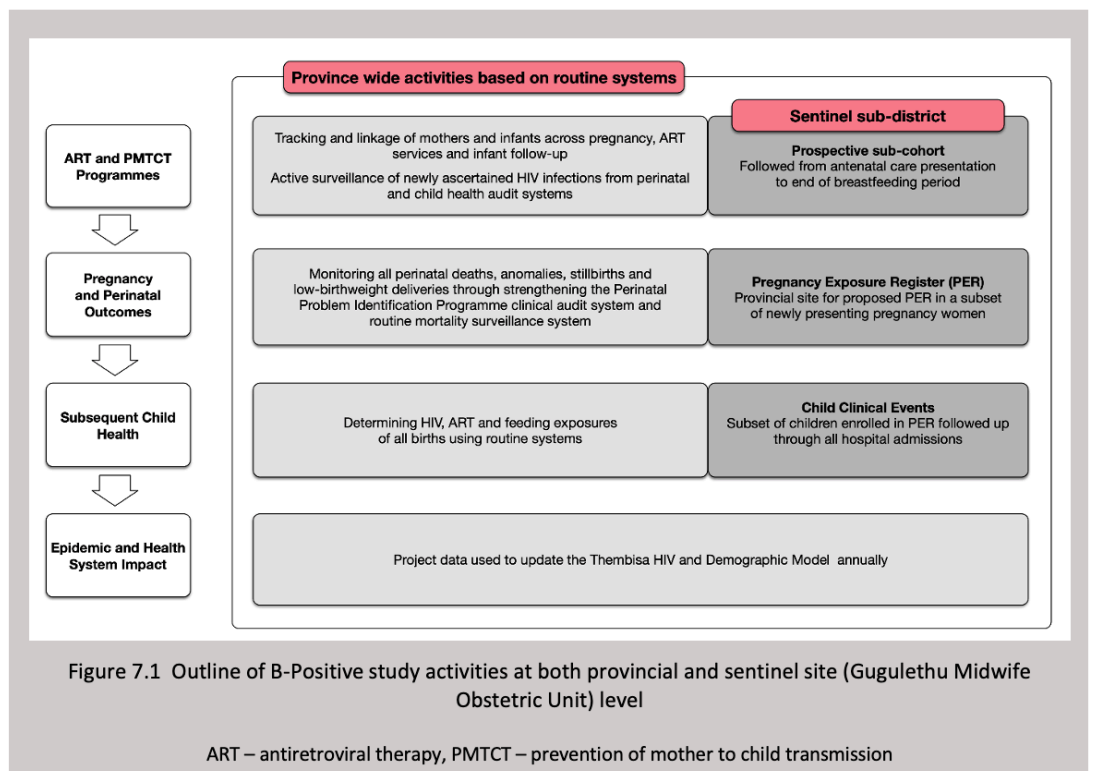 Province wide activities based on routine systems
Sentinel sub-district
ART and PMTCT
Programmes
Tracking and linkage of mothers and infants across pregnancy, ART
services and infant follow-up
Active surveillance of newly ascertained HIV infections from perinatal
and child health audit systems
Prospective sub-cohort
Followed from antenatal care presentation
to end of breastfeeding period
Pregnancy
and Perinatal
Outcomes
Monitoring all perinatal deaths, anomalies, stillbirths and
low-birthweight deliveries through strengthening the Perinatal
Problem Identification Programme clinical audit system and
routine mortality surveillance system
Pregnancy Exposure Register (PER)
Provincial site for proposed PER in a subset
of newly presenting pregnancy women
Subsequent Child
Health
Determining HIV, ART and feeding exposures
of all births using routine systems
Child Clinical Events
Subset of children enrolled in PER followed up
through all hospital admissions
Epidemic and Health
System Impact
Project data used to update the Thembisa HIV and Demographic Model annually
Figure 7.1 Outline of B-Positive study activities at both provincial and sentinel site (Gugulethu Midwife
Obstetric Unit) level
ART – antiretroviral therapy, PMTCT – prevention of mother to child transmission